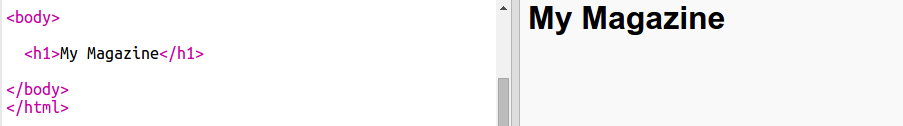 <body>
<h1>My Magazine</h1>
</body>
</html>
My Magazine